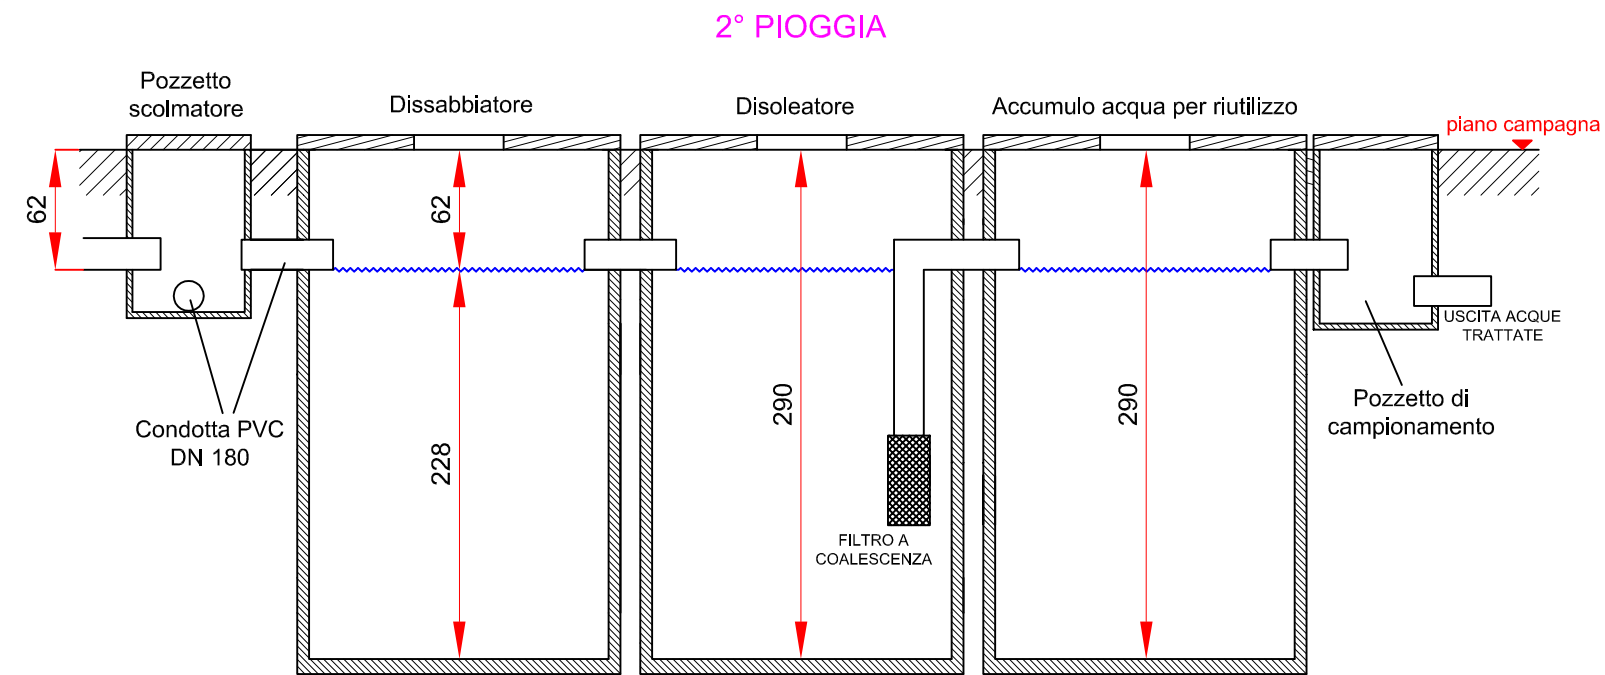 2° PIOGGIA
Pozzetto
scolmatore
Dissabbiatore
Disoleatore
Accumulo acqua per riutilizzo
piano campagna
62
62
228
290
290
Condotta PVC
DN 180
FILTRO A
COALESCENZA
USCITA ACQUE
TRATTATE
Pozzetto di
campionamento